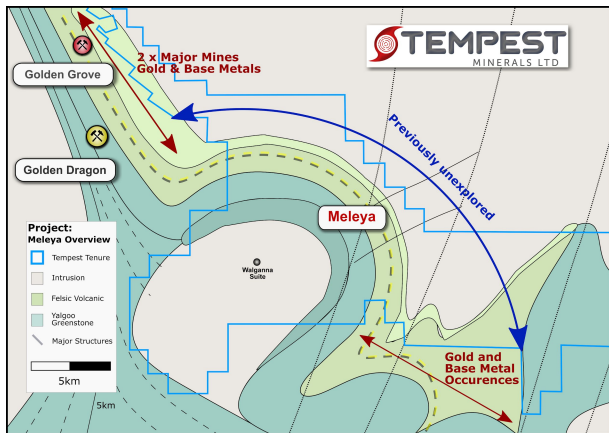 TEMPEST
MINERALS LTD
2 x Major Mines
Gold & Base Metals
Golden Grove
Golden Dragon
Previously unexplored
Meleya
Walganna
Suite
Project:
Meleya Overview
Tempest Tenure
Intrusion
Felsic Volcanic
Yalgoo
Greenstone
Major Structures
5km
5km
Gold and
Base Metal
Occurences